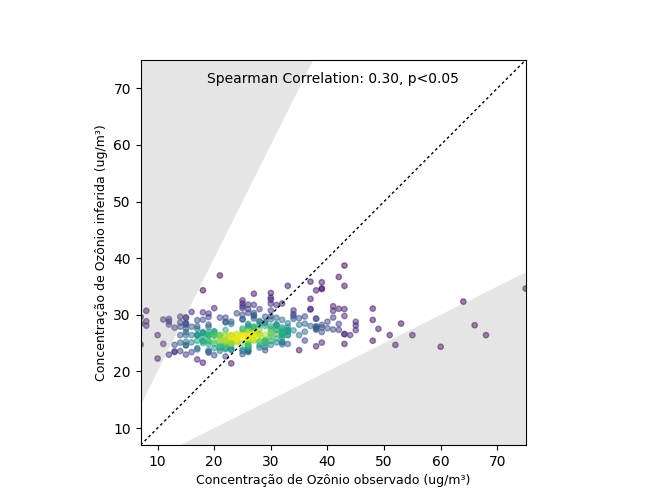 Spearman Correlation: 0.30, p<0.05
70
60
50
40
30
20
10
10 20 30 40 50 60 70
Concentração de Ozônio inferida (ug/m³)
Concentração de Ozônio observado (ug/m³)